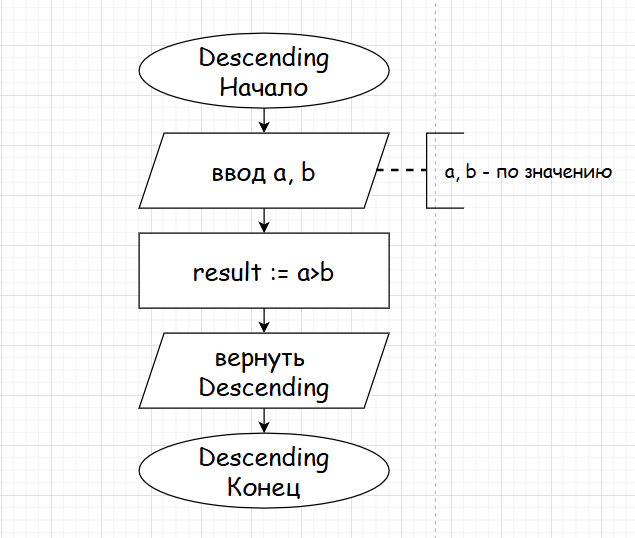 Descending
Начало
ввод a, b
a, b - по значению
result := a>b
вернуть
Descending
Descending
Конец